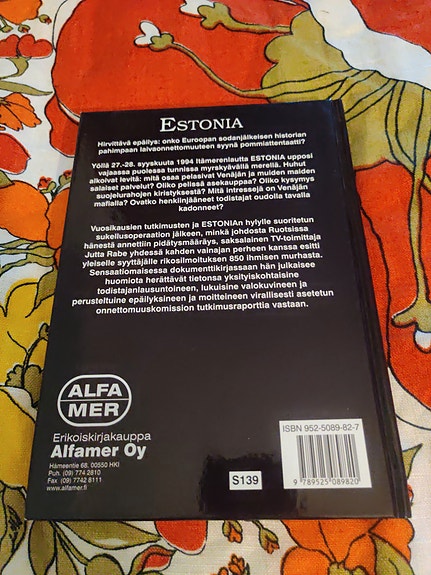 ESTONIA
Hirvittävä epäilys: onko Euroopan sodanjälkeisen historian
pahimpaan laivaonnettomuuteen syynä pommiattentaatti?
Yöllä 27.-28. syyskuuta 1994 Itämerenlautta ESTONIA upposi
vajaassa puolessa tunnissa myrskyävällä merellä. Huhut
alkoivat levitä: mitä osaa pelasivat Venäjän ja muiden maiden
salaiset palvelut? Oliko pelissä asekauppaa? Oliko kysymys
suojelurahojen kiristyksestä? Mitä intressejä on Venäjän
mafialla? Ovatko henkiinjääneet todistajat oudolla tavalla
kadonneet?
Vuosikausien tutkimusten ja ESTONIAn hylylle suoritetun
sukellusoperaation jälkeen, minkä johdosta Ruotsissa
hänestä annettiin pidätysmääräys, saksalainen TV-toimittaja
Jutta Rabe yhdessä kahden vainajan perheen kanssa esitti
yleiselle syyttäjälle rikosilmoituksen 850 ihmisen murhasta.
Sensaatiomaisessa dokumenttikirjassaan hän julkaisee
huomiota herättävät tietonsa yksityiskohtaisine
todistajanlausuntoineen, lukuisine valokuvineen ja
perusteltuine epäilyksineen ja moitteineen virallisesti asetetun
onnettomuuskomission tutkimusraporttia vastaan.
ALFA
MER
Erikoiskirjakauppa
Alfamer Oy
Hämeentie 68, 00550 HKI
Puh. (09) 774 2810
Fax (09) 7742 8111
www.alfamer.fi
S139
ISBN 952-5089-82-7
9 789525 089820